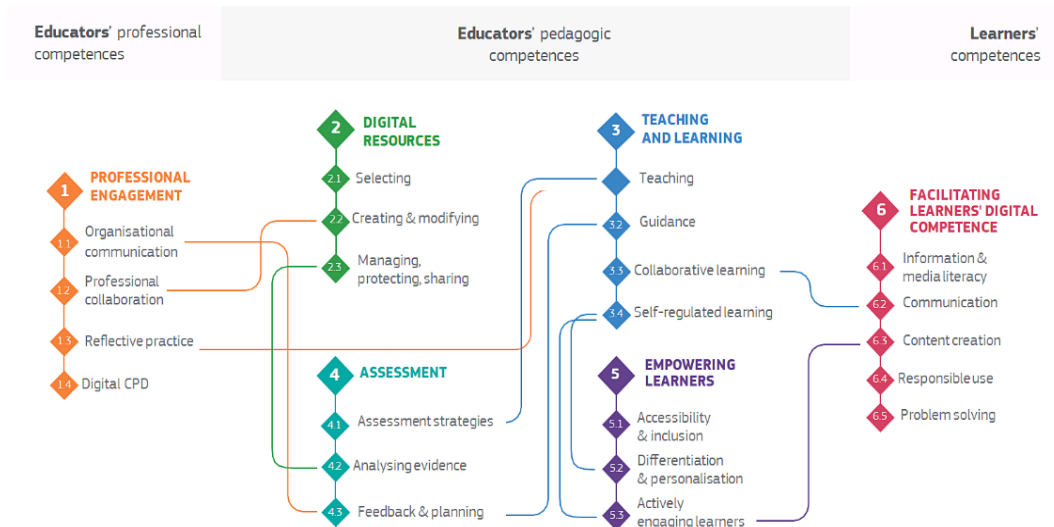 Educators' professional
competences
Educators' pedagogic
competences
Learners'
competences
1
PROFESSIONAL
ENGAGEMENT
1.1
Organisational
communication
1.2
Professional
collaboration
1.3
Reflective practice
1.4
Digital CPD
2
DIGITAL
RESOURCES
2.1
Selecting
2.2
Creating & modifying
2.3
Managing,
protecting, sharing
3
TEACHING
AND LEARNING
Teaching
3.2
Guidance
3.3
Collaborative learning
3.4
Self-regulated learning
4
ASSESSMENT
4.1
Assessment strategies
4.2
Analysing evidence
4.3
Feedback & planning
5
EMPOWERING
LEARNERS
5.1
Accessibility
& inclusion
5.2
Differentiation
& personalisation
5.3
Actively
engaging learners
6
FACILITATING
LEARNERS' DIGITAL
COMPETENCE
6.1
Information &
media literacy
6.2
Communication
6.3
Content creation
6.4
Responsible use
6.5
Problem solving